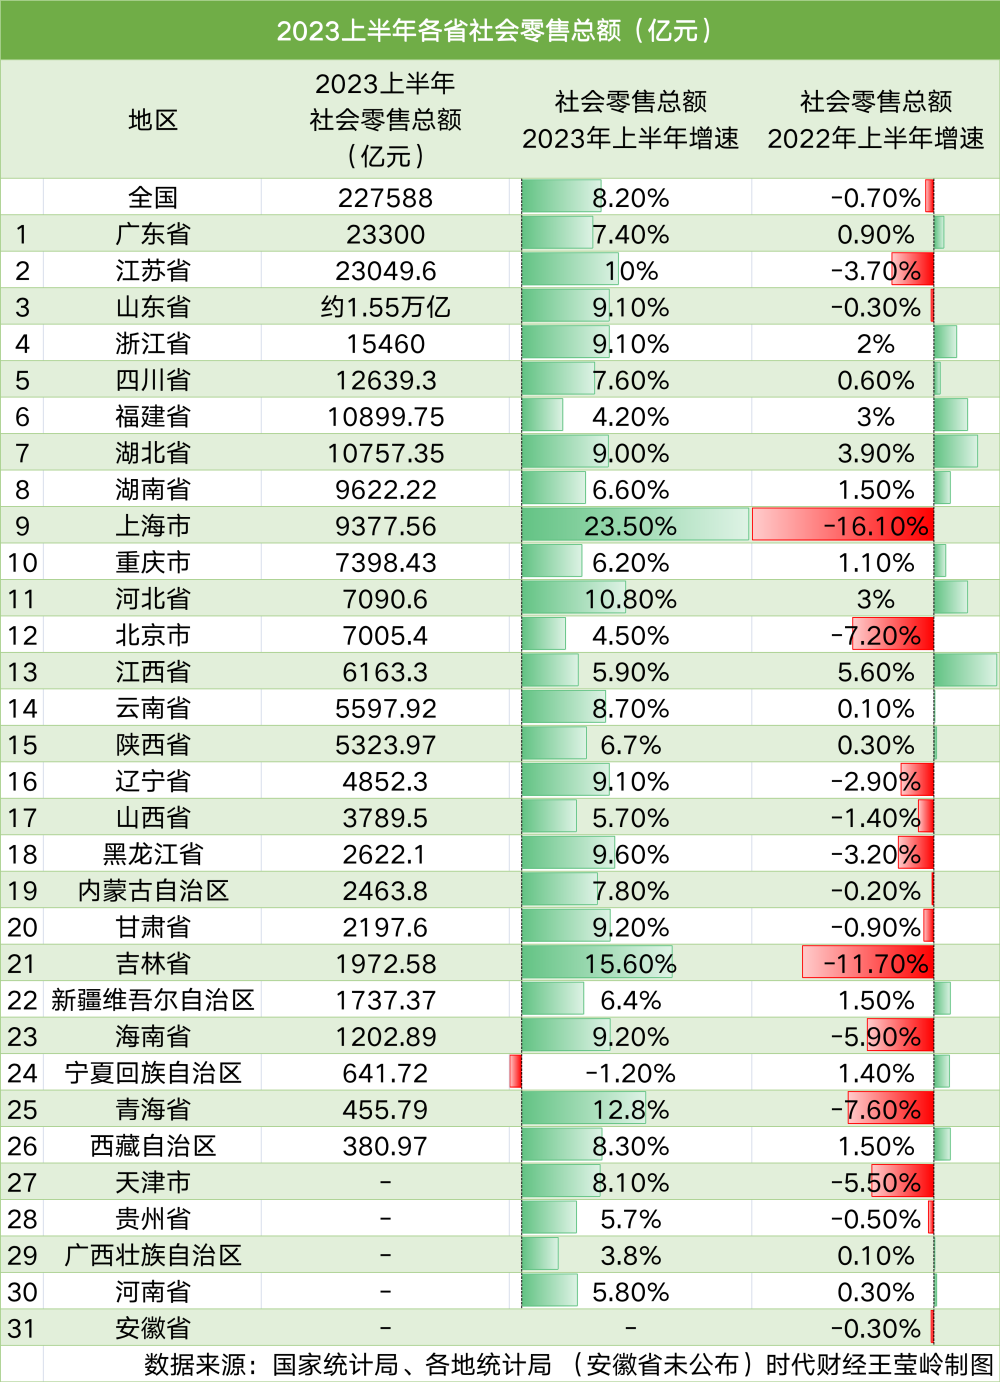 2023上半年各省社会零售总额（亿元）
地区 2023上半年社会零售总额（亿元） 社会零售总额2023年上半年增速 社会零售总额2022年上半年增速
全国 227588 8.20% -0.70%
1 广东省 23300 7.40% 0.90%
2 江苏省 23049.6 10% -3.70%
3 山东省 约1.55万亿 9.10% -0.30%
4 浙江省 15460 9.10% 2%
5 四川省 12639.3 7.60% 0.60%
6 福建省 10899.75 4.20% 3%
7 湖北省 10757.35 9.00% 3.90%
8 湖南省 9622.22 6.60% 1.50%
9 上海市 9377.56 23.50% -16.10%
10 重庆市 7398.43 6.20% 1.10%
11 河北省 7090.6 10.80% 3%
12 北京市 7005.4 4.50% -7.20%
13 江西省 6163.3 5.90% 5.60%
14 云南省 5597.92 8.70% 0.10%
15 陕西省 5323.97 6.7% 0.30%
16 辽宁省 4852.3 9.10% -2.90%
17 山西省 3789.5 5.70% -1.40%
18 黑龙江省 2622.1 9.60% -3.20%
19 内蒙古自治区 2463.8 7.80% -0.20%
20 甘肃省 2197.6 9.20% -0.90%
21 吉林省 1972.58 15.60% -11.70%
22 新疆维吾尔自治区 1737.37 6.4% 1.50%
23 海南省 1202.89 9.20% -5.90%
24 宁夏回族自治区 641.72 -1.20% 1.40%
25 青海省 455.79 12.8% -7.60%
26 西藏自治区 380.97 8.30% 1.50%
27 天津市 - 8.10% -5.50%
28 贵州省 - 5.7% -0.50%
29 广西壮族自治区 - 3.8% 0.10%
30 河南省 - 5.80% 0.30%
31 安徽省 - - -0.30%
数据来源：国家统计局、各地统计局 （安徽省未公布）时代财经王莹岭制图